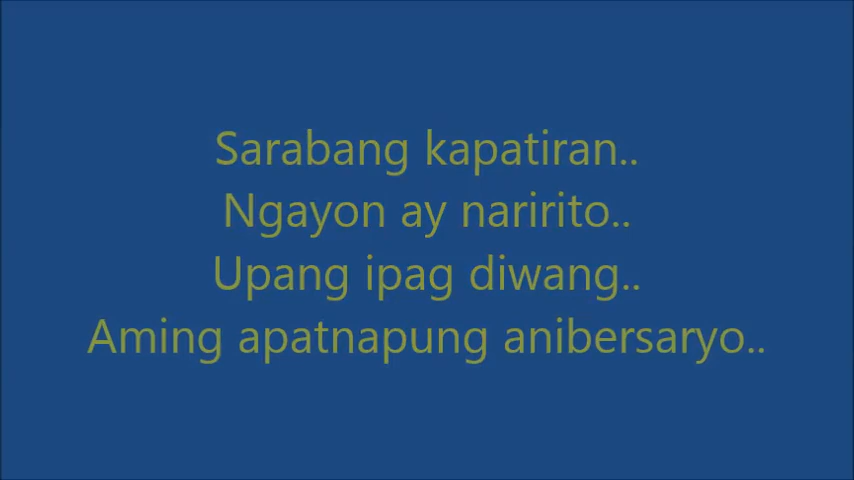 Sarabang kapatiran..
Ngayon ay naririto..
Upang ipag diwang..
Aming apatnapung anibersaryo..